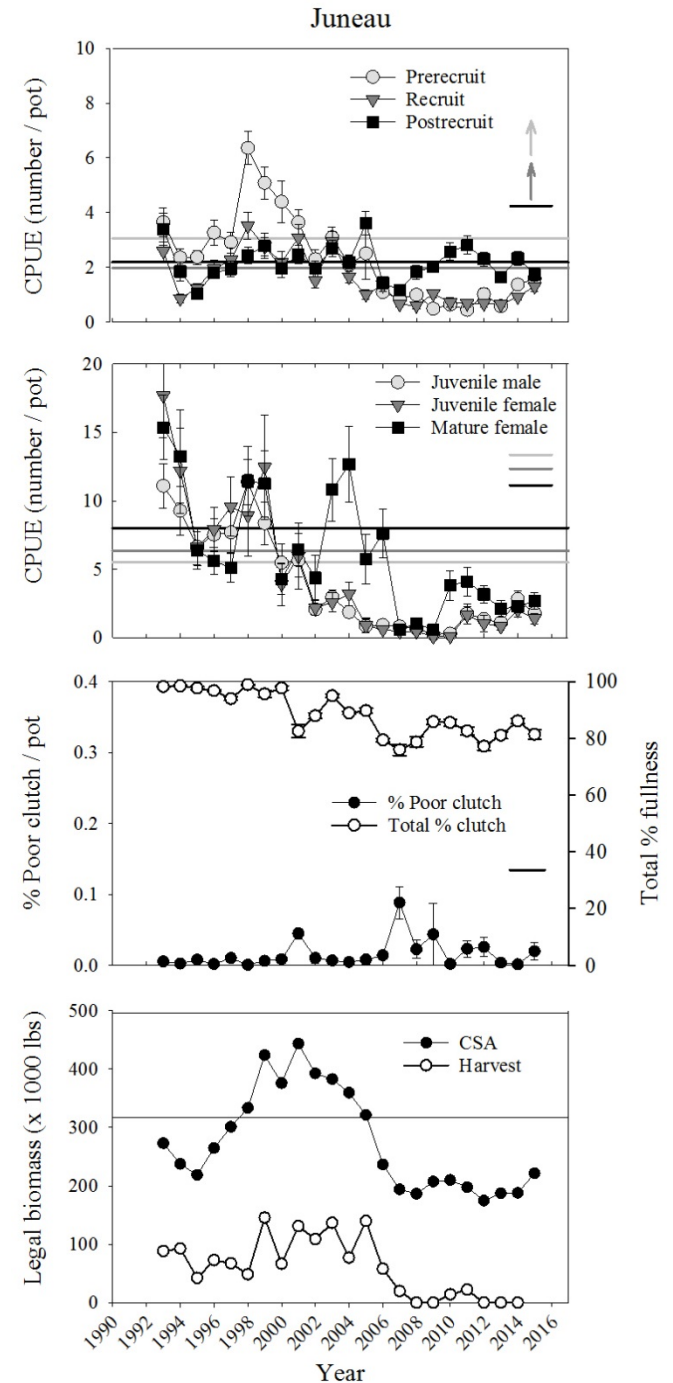 Juneau
10
8
6
4
2
0
CPUE (number / pot)
Prerecruit
Recruit
Postrecruit
20
15
10
5
0
CPUE (number / pot)
Juvenile male
Juvenile female
Mature female
0.4
0.3
0.2
0.1
0.0
% Poor clutch / pot
% Poor clutch
Total % clutch
100
80
60
40
20
0
Total % fullness
500
400
300
200
100
0
Legal biomass (x 1000 lbs)
CSA
Harvest
1990 1992 1994 1996 1998 2000 2002 2004 2006 2008 2010 2012 2014 2016
Year